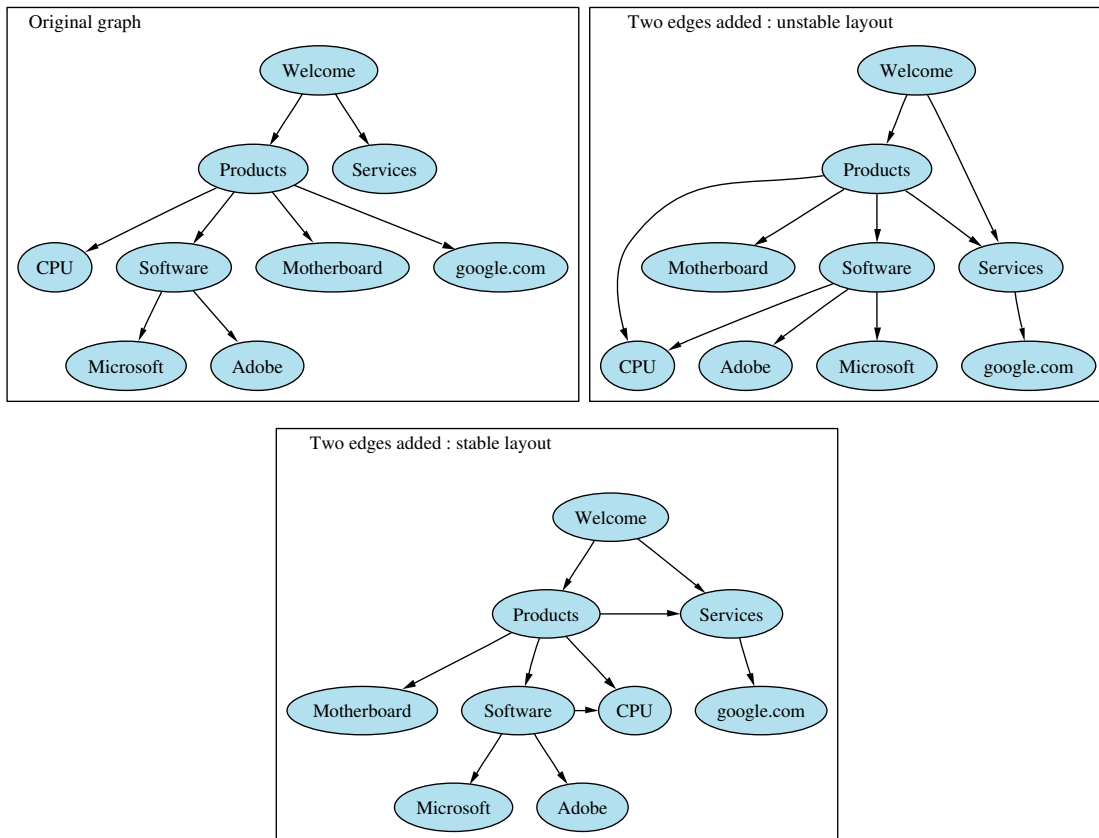 Original graph
Welcome
Products
Services
CPU
Software
Motherboard
google.com
Microsoft
Adobe
Two edges added : unstable layout
Welcome
Products
Motherboard
Software
Services
CPU
Adobe
Microsoft
google.com
Two edges added : stable layout
Welcome
Products
Services
Motherboard
Software
CPU
google.com
Microsoft
Adobe